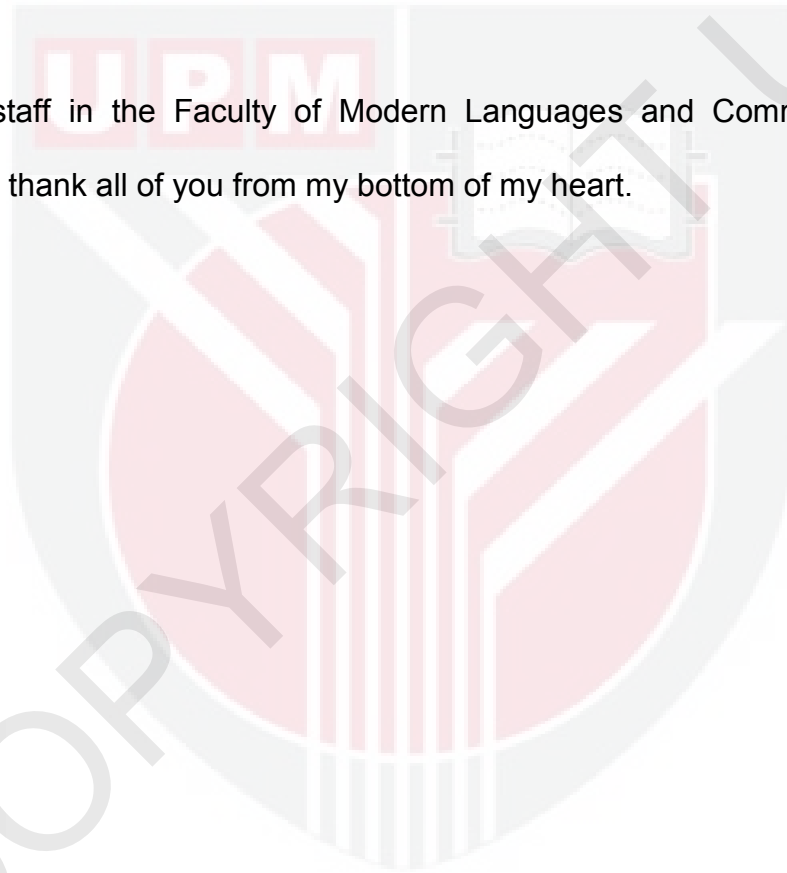 UPM
staff in the Faculty of Modern Languages and Comm
thank all of you from my bottom of my heart.
COPYRIGHT U